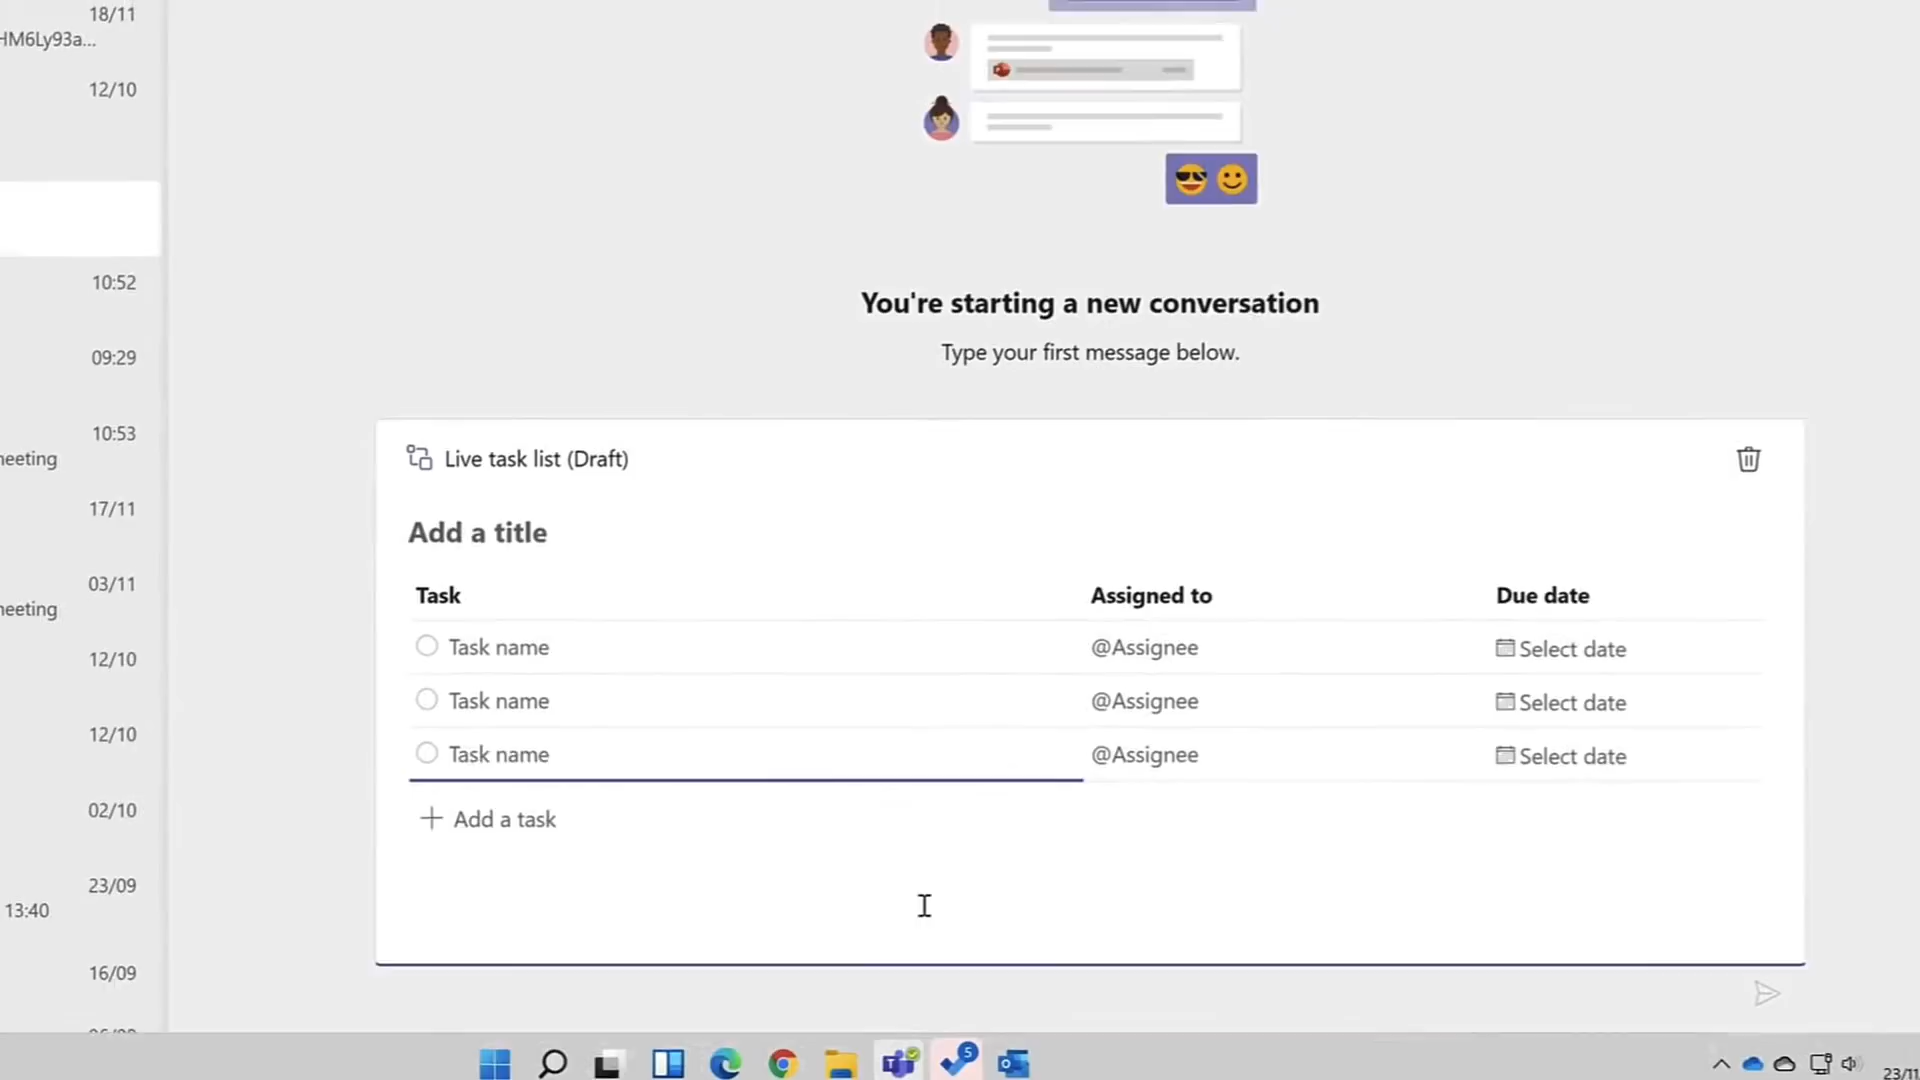 18/11
HM6Ly93a...
12/10
10:52
09:29
10:53
neeting
17/11
03/11
neeting
12/10
12/10
02/10
23/09
13:40
16/09
You're starting a new conversation
Type your first message below.
Live task list (Draft)
Add a title
Task Assigned to Due date
Task name @Assignee Select date
Task name @Assignee Select date
Task name @Assignee Select date
+ Add a task
5
23/11